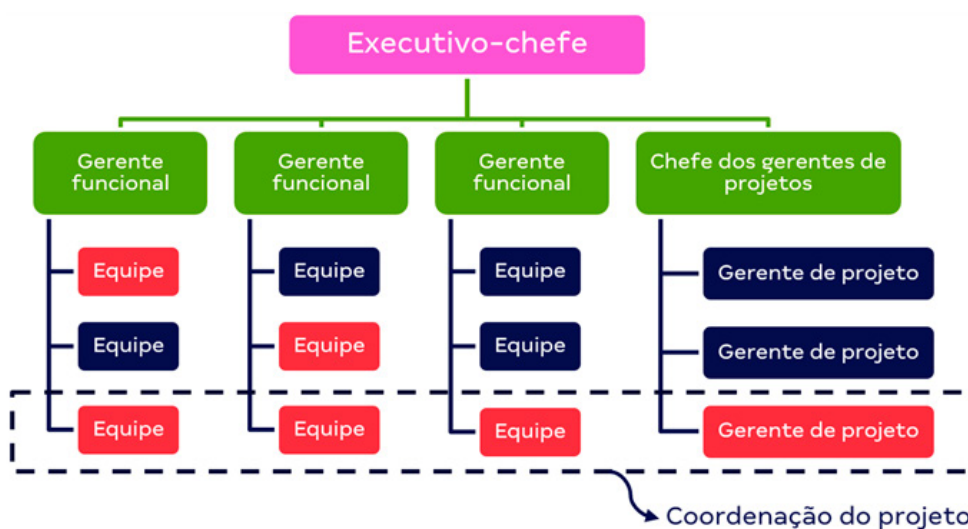 Executivo-chefe
Gerente
funcional
Gerente
funcional
Gerente
funcional
Chefe dos gerentes de
projetos
Equipe
Equipe
Equipe
Gerente de projeto
Equipe
Equipe
Equipe
Gerente de projeto
Equipe
Equipe
Equipe
Gerente de projeto
Coordenação do projeto